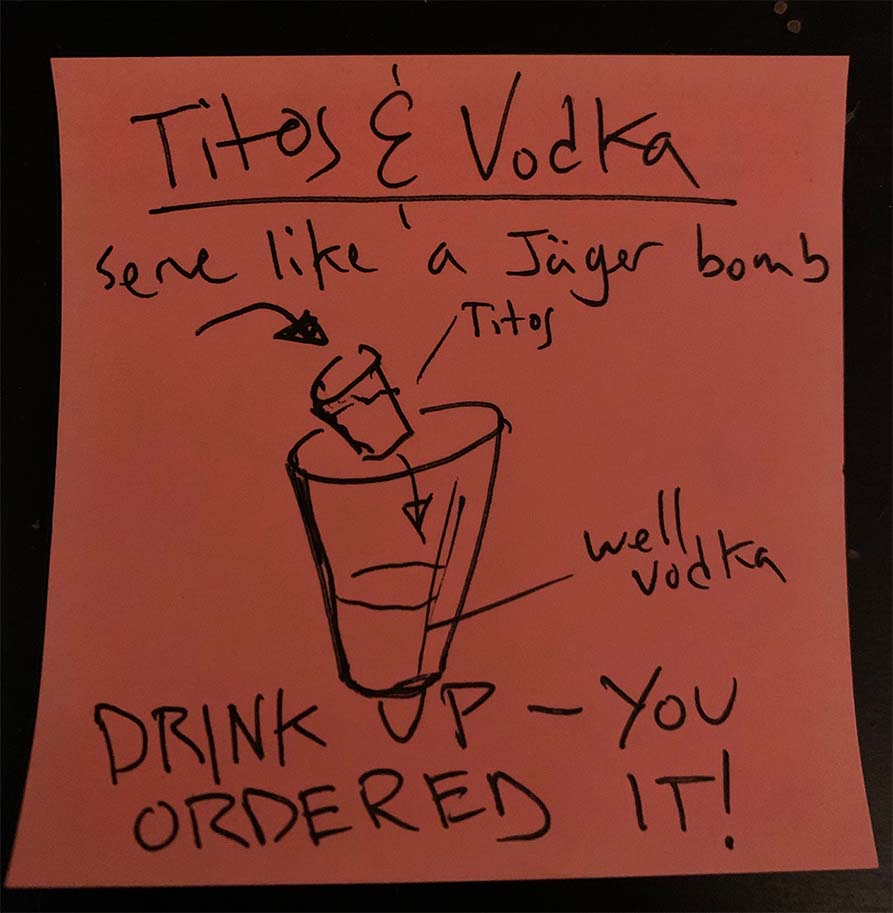 Titos & Vodka
serve like a Jäger bomb
Titos
well
vodka
DRINK UP - YOU
ORDERED IT!